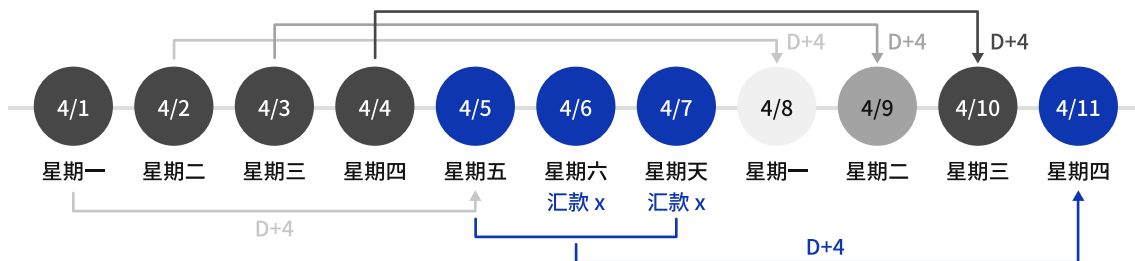 D+4 D+4 D+4
4/1 4/2 4/3 4/4 4/5 4/6 4/7 4/8 4/9 4/10 4/11
星期一 星期二 星期三 星期四 星期五 星期六 星期天 星期一 星期二 星期三 星期四
汇款 x 汇款 x
D+4
D+4